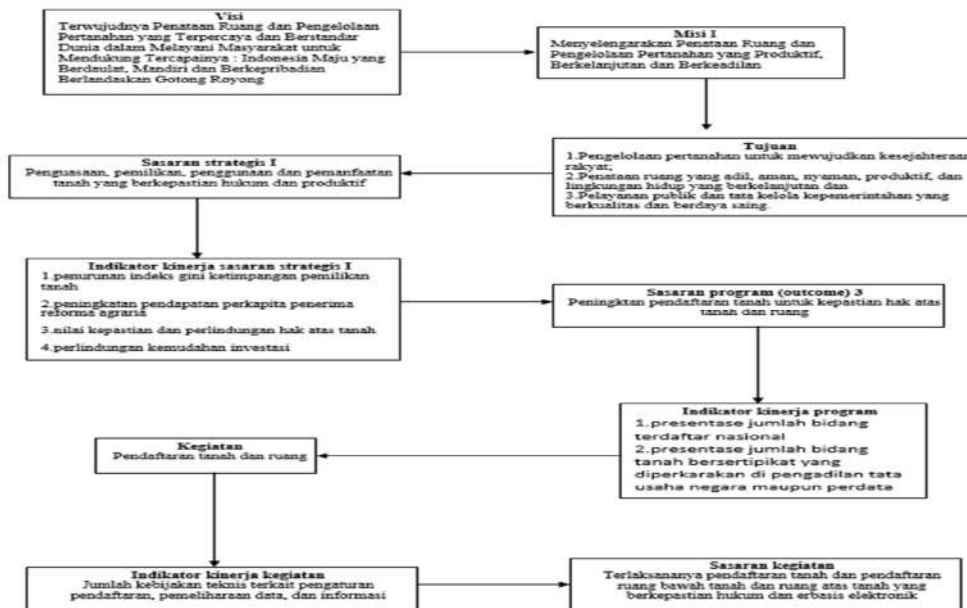 Visi
Terwujudnya Penataan Ruang dan Pengelolaan
Pertanahan yang Terpercaya dan Berstandar
Dunia dalam Melayani Masyarakat untuk
Mendukung Tercapainya : Indonesia Maju yang
Berdaulat, Mandiri dan Berkepribadian
Berlandaskan Gotong Royong
Misi I
Menyelengarakan Penataan Ruang dan
Pengelolaan Pertanahan yang Produktif,
Berkelanjutan dan Berkeadilan
Tujuan
1.Pengelolaan pertanahan untuk mewujudkan kesejahteraan
rakyat;
2.Penataan ruang yang adil, aman, nyaman, produktif, dan
lingkungan hidup yang berkelanjutan dan
3.Pelayanan publik dan tata kelola kepemerintahan yang
berkualitas dan berdaya saing.
Sasaran strategis I
Penguasaan, pemilikan, penggunaan dan pemanfaatan
tanah yang berkepastian hukum dan produktif
Indikator kinerja sasaran strategis I
1.penurunan indeks gini ketimpangan pemilikan
tanah
2.peningkatan pendapatan perkapita penerima
reforma agraria
3.nilai kepastian dan perlindungan hak atas tanah
4.perlindungan kemudahan investasi
Sasaran program (outcome) 3
Peningktan pendaftaran tanah untuk kepastian hak atas
tanah dan ruang
Indikator kinerja program
1.presentase jumlah bidang
terdaftar nasional
2.presentase jumlah bidang
tanah bersertipikat yang
diperkarakan di pengadilan tata
usaha negara maupun perdata
Kegiatan
Pendaftaran tanah dan ruang
Indikator kinerja kegiatan
Jumlah kebijakan teknis terkait pengaturan
pendaftaran, pemeliharaan data, dan informasi
Sasaran kegiatan
Terlaksananya pendaftaran tanah dan pendaftaran
ruang bawah tanah dan ruang atas tanah yang
berkepastian hukum dan erbasis elektronik